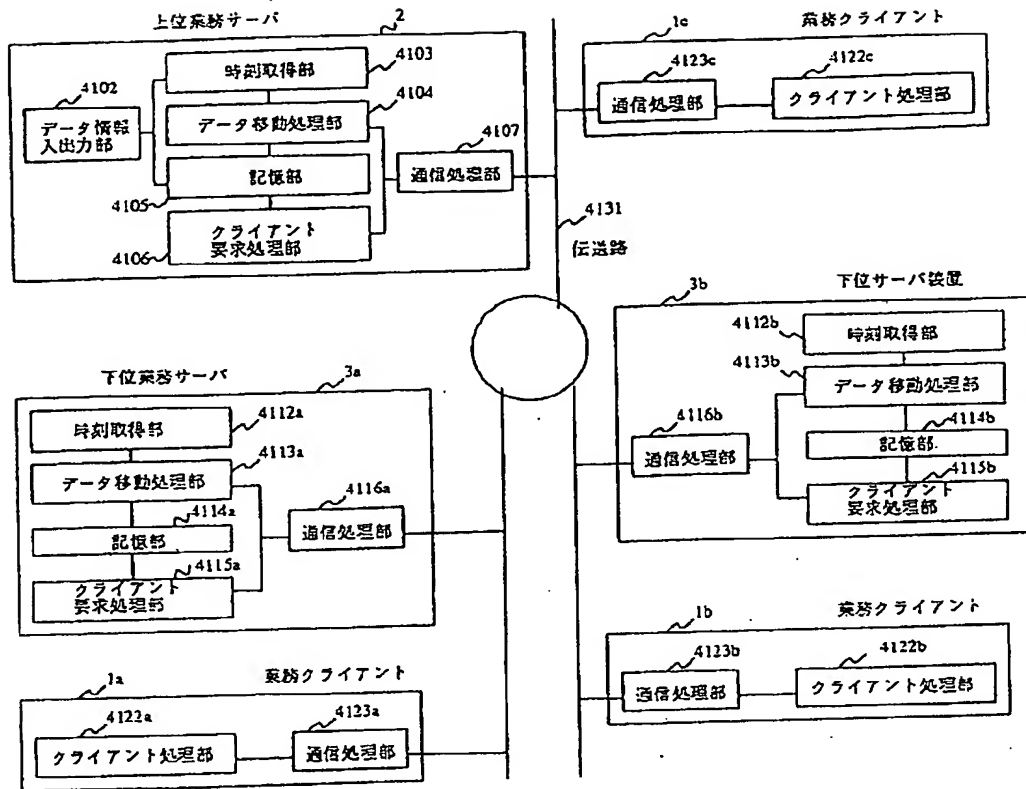 上位業務サーバ
2
4102
データ情報
入出力部
4103
時刻取得部
4104
データ移動処理部
4105
記憶部
4106
クライアント
要求処理部
4107
通信処理部
業務クライアント
1c
4123c
通信処理部
4122c
クライアント処理部
4131
伝送路
下位サーバ装置
3b
4112b
時刻取得部
4113b
データ移動処理部
4114b
記憶部
4115b
クライアント
要求処理部
4116b
通信処理部
下位業務サーバ
3a
4112a
時刻取得部
4113a
データ移動処理部
4114a
記憶部
4115a
クライアント
要求処理部
4116a
通信処理部
業務クライアント
1b
4123b
通信処理部
4122b
クライアント処理部
業務クライアント
1a
4122a
クライアント処理部
4123a
通信処理部